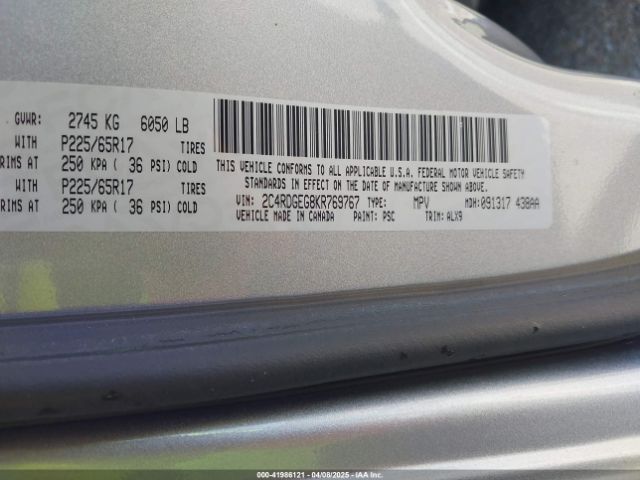 GVWR: 2745 KG 6050 LB
WITH P225/65R17 TIRES
RIMS AT 250 KPA ( 36 PSI) COLD
WITH P225/65R17 TIRES
RIMS AT 250 KPA ( 36 PSI) COLD
THIS VEHICLE CONFORMS TO ALL APPLICABLE U.S.A. FEDERAL MOTOR VEHICLE SAFETY
STANDARDS IN EFFECT ON THE DATE OF MANUFACTURE SHOWN ABOVE.
VIN: 2C4RDGEG8KR769767 TYPE: MPV MDH:091317 438AA
VEHICLE MADE IN CANADA PAINT: PSC TRIM: ALX9
000-41986121 04/08/2025 IAAI.COM